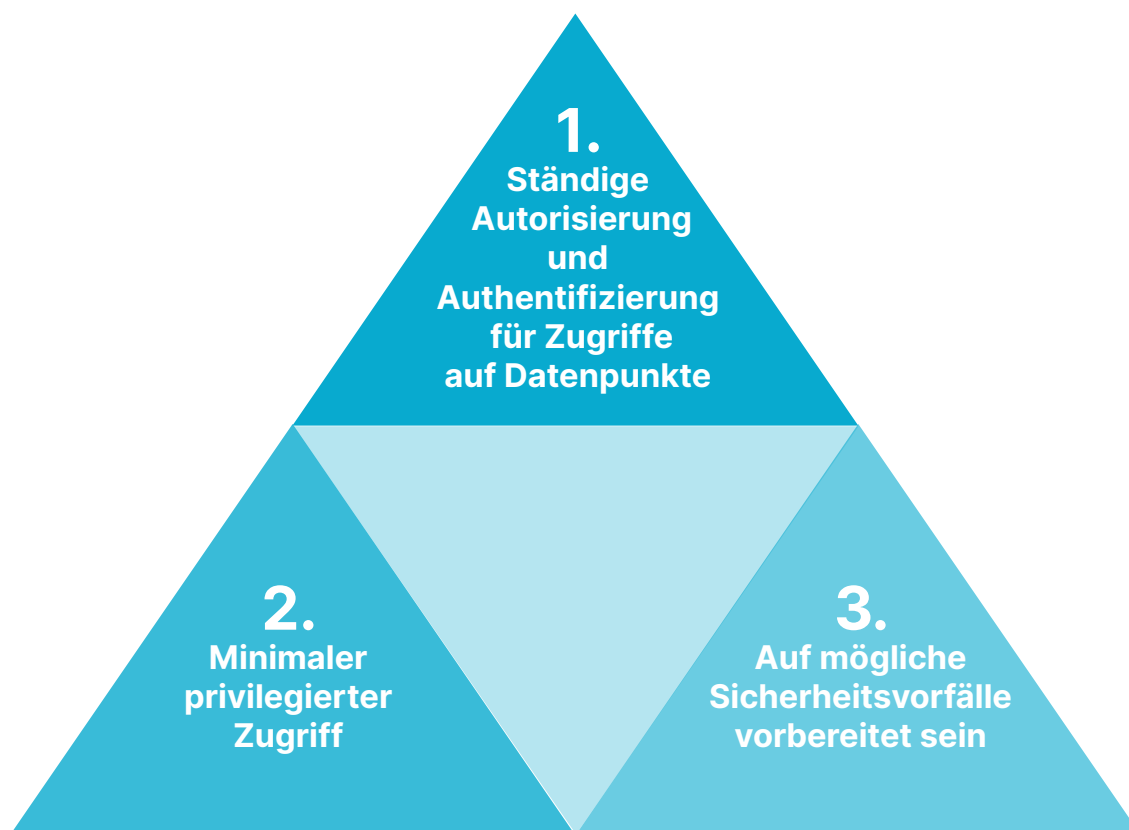 1.
Ständige
Autorisierung
und
Authentifizierung
für Zugriffe
auf Datenpunkte
2.
Minimaler
privilegierter
Zugriff
3.
Auf mögliche
Sicherheitsvorfälle
vorbereitet sein